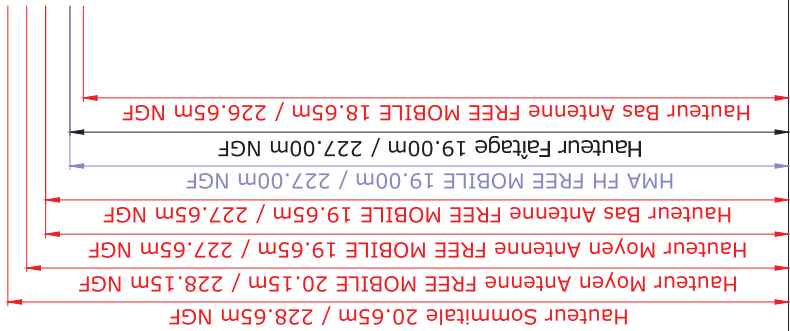 Hauteur Sommitale 20.65m / 228.65m NGF
Hauteur Moyen Antenne FREE MOBILE 20.15m / 228.15m NGF
Hauteur Moyen Antenne FREE MOBILE 19.65m / 227.65m NGF
Hauteur Bas Antenne FREE MOBILE 19.65m / 227.65m NGF
HMA FH FREE MOBILE 19.00m / 227.00m NGF
Hauteur Faîtage 19.00m / 227.00m NGF
Hauteur Bas Antenne FREE MOBILE 18.65m / 226.65m NGF